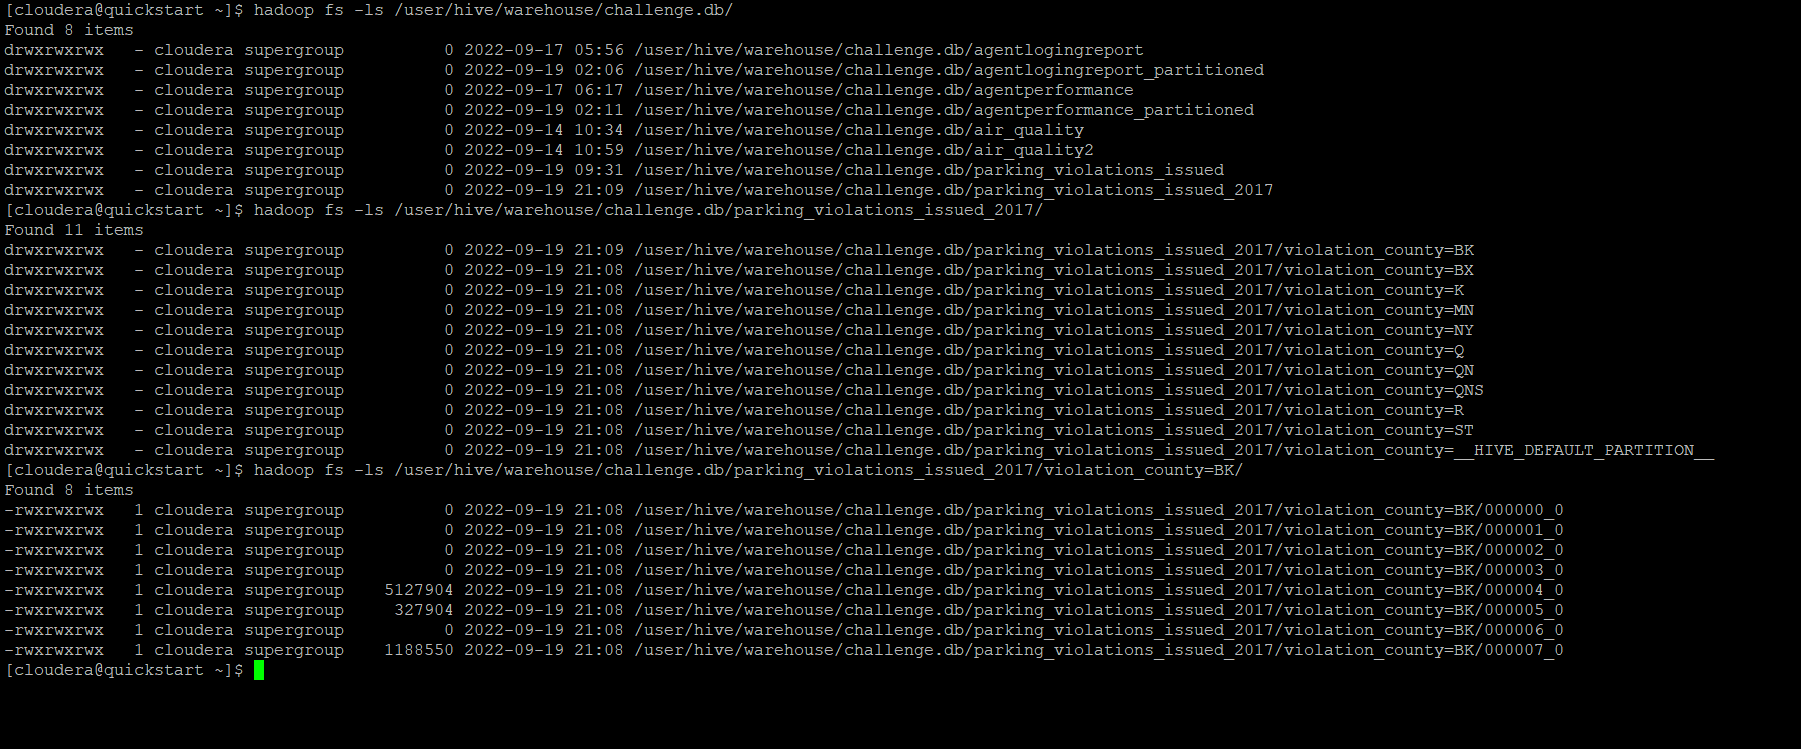 [cloudera@quickstart ~]$ hadoop fs -ls /user/hive/warehouse/challenge.db/
Found 8 items
drwxrwxrwx   - cloudera supergroup          0 2022-09-17 05:56 /user/hive/warehouse/challenge.db/agentlogingreport
drwxrwxrwx   - cloudera supergroup          0 2022-09-19 02:06 /user/hive/warehouse/challenge.db/agentlogingreport_partitioned
drwxrwxrwx   - cloudera supergroup          0 2022-09-17 06:17 /user/hive/warehouse/challenge.db/agentperformance
drwxrwxrwx   - cloudera supergroup          0 2022-09-19 02:11 /user/hive/warehouse/challenge.db/agentperformance_partitioned
drwxrwxrwx   - cloudera supergroup          0 2022-09-14 10:34 /user/hive/warehouse/challenge.db/air_quality
drwxrwxrwx   - cloudera supergroup          0 2022-09-14 10:59 /user/hive/warehouse/challenge.db/air_quality2
drwxrwxrwx   - cloudera supergroup          0 2022-09-19 09:31 /user/hive/warehouse/challenge.db/parking_violations_issued
drwxrwxrwx   - cloudera supergroup          0 2022-09-19 21:09 /user/hive/warehouse/challenge.db/parking_violations_issued_2017
[cloudera@quickstart ~]$ hadoop fs -ls /user/hive/warehouse/challenge.db/parking_violations_issued_2017/
Found 11 items
drwxrwxrwx   - cloudera supergroup          0 2022-09-19 21:09 /user/hive/warehouse/challenge.db/parking_violations_issued_2017/violation_county=BK
drwxrwxrwx   - cloudera supergroup          0 2022-09-19 21:08 /user/hive/warehouse/challenge.db/parking_violations_issued_2017/violation_county=BX
drwxrwxrwx   - cloudera supergroup          0 2022-09-19 21:08 /user/hive/warehouse/challenge.db/parking_violations_issued_2017/violation_county=K
drwxrwxrwx   - cloudera supergroup          0 2022-09-19 21:08 /user/hive/warehouse/challenge.db/parking_violations_issued_2017/violation_county=MN
drwxrwxrwx   - cloudera supergroup          0 2022-09-19 21:08 /user/hive/warehouse/challenge.db/parking_violations_issued_2017/violation_county=NY
drwxrwxrwx   - cloudera supergroup          0 2022-09-19 21:08 /user/hive/warehouse/challenge.db/parking_violations_issued_2017/violation_county=Q
drwxrwxrwx   - cloudera supergroup          0 2022-09-19 21:08 /user/hive/warehouse/challenge.db/parking_violations_issued_2017/violation_county=QN
drwxrwxrwx   - cloudera supergroup          0 2022-09-19 21:08 /user/hive/warehouse/challenge.db/parking_violations_issued_2017/violation_county=QNS
drwxrwxrwx   - cloudera supergroup          0 2022-09-19 21:08 /user/hive/warehouse/challenge.db/parking_violations_issued_2017/violation_county=R
drwxrwxrwx   - cloudera supergroup          0 2022-09-19 21:08 /user/hive/warehouse/challenge.db/parking_violations_issued_2017/violation_county=ST
drwxrwxrwx   - cloudera supergroup          0 2022-09-19 21:08 /user/hive/warehouse/challenge.db/parking_violations_issued_2017/violation_county=__HIVE_DEFAULT_PARTITION__
[cloudera@quickstart ~]$ hadoop fs -ls /user/hive/warehouse/challenge.db/parking_violations_issued_2017/violation_county=BK/
Found 8 items
-rwxrwxrwx   1 cloudera supergroup          0 2022-09-19 21:08 /user/hive/warehouse/challenge.db/parking_violations_issued_2017/violation_county=BK/000000_0
-rwxrwxrwx   1 cloudera supergroup          0 2022-09-19 21:08 /user/hive/warehouse/challenge.db/parking_violations_issued_2017/violation_county=BK/000001_0
-rwxrwxrwx   1 cloudera supergroup          0 2022-09-19 21:08 /user/hive/warehouse/challenge.db/parking_violations_issued_2017/violation_county=BK/000002_0
-rwxrwxrwx   1 cloudera supergroup          0 2022-09-19 21:08 /user/hive/warehouse/challenge.db/parking_violations_issued_2017/violation_county=BK/000003_0
-rwxrwxrwx   1 cloudera supergroup    5127904 2022-09-19 21:08 /user/hive/warehouse/challenge.db/parking_violations_issued_2017/violation_county=BK/000004_0
-rwxrwxrwx   1 cloudera supergroup     327904 2022-09-19 21:08 /user/hive/warehouse/challenge.db/parking_violations_issued_2017/violation_county=BK/000005_0
-rwxrwxrwx   1 cloudera supergroup          0 2022-09-19 21:08 /user/hive/warehouse/challenge.db/parking_violations_issued_2017/violation_county=BK/000006_0
-rwxrwxrwx   1 cloudera supergroup    1188550 2022-09-19 21:08 /user/hive/warehouse/challenge.db/parking_violations_issued_2017/violation_county=BK/000007_0
[cloudera@quickstart ~]$